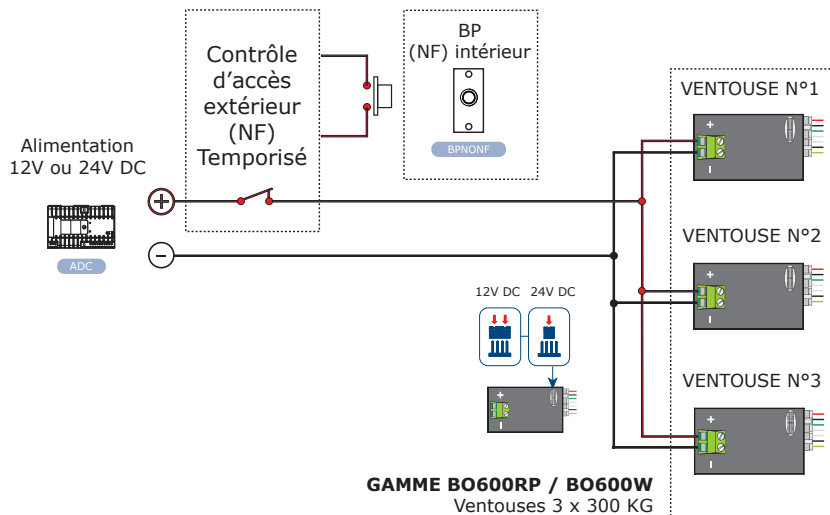 Contrôle
d'accès
extérieur
(NF)
Temporisé
BP
(NF) intérieur
BPNONF
Alimentation
12V ou 24V DC
+
−
ADC
VENTOUSE N°1
+
−
VENTOUSE N°2
+
−
VENTOUSE N°3
+
−
12V DC
24V DC
+
−
GAMME BO600RP / BO600W
Ventouses 3 x 300 KG